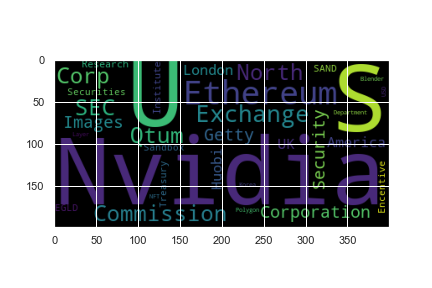 0
50
100
150
0 50 100 150 200 250 300 350
Research
Corp
Securities
SEC
Images
Layer
U
Institute
Qtum
Sandbox
London
North
SAND
Blender
S
Ethereum
Exchange
Department
Getty
UK
America
Security
Huobi
Treasury
Nvidia
EGLD
Commission
Polygon
Corporation
Encentive